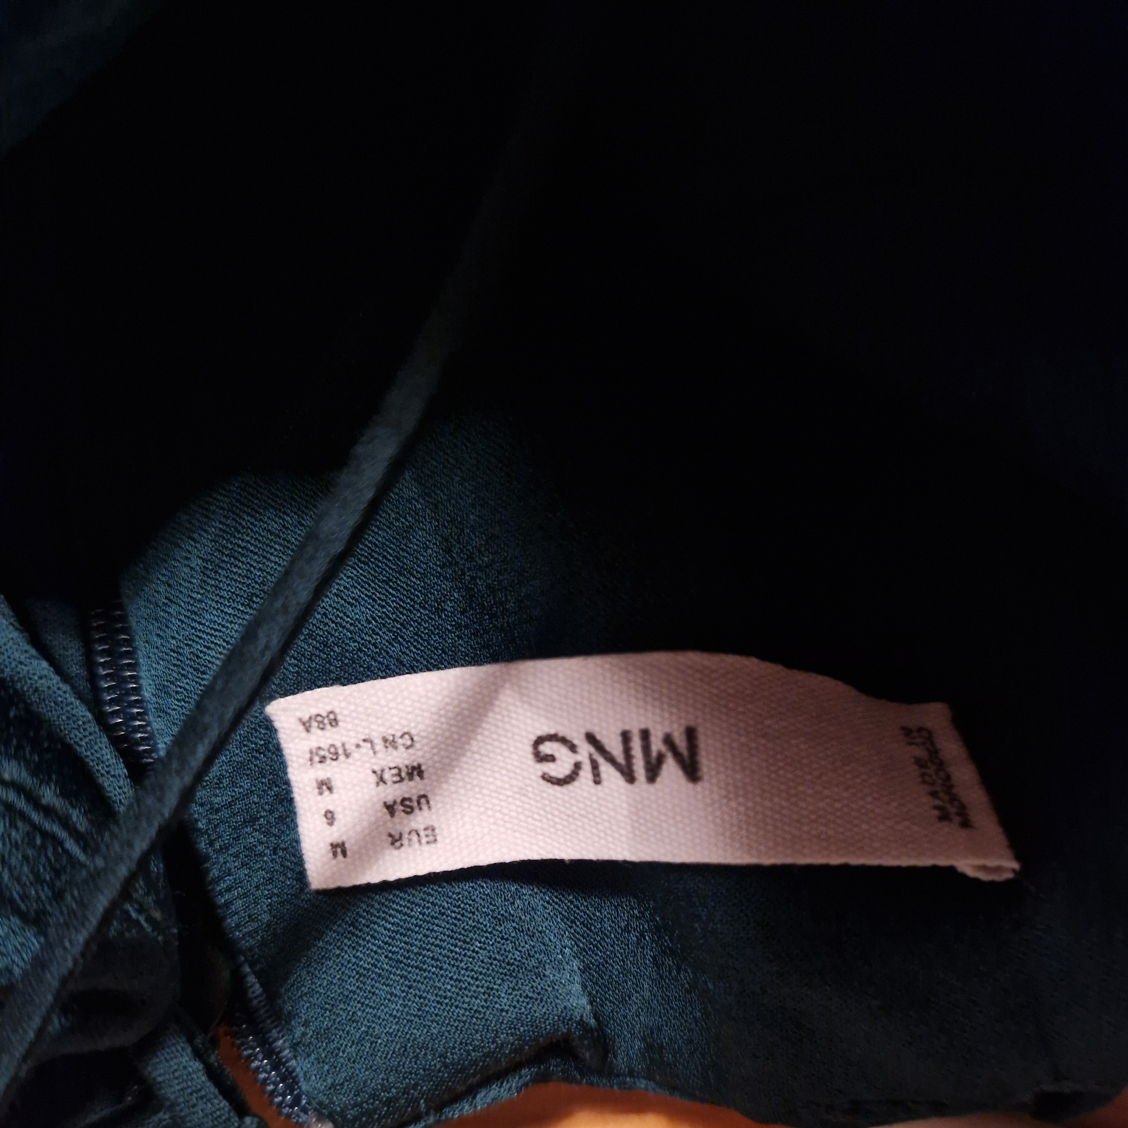 MNG
EUR M
USA 6
MEX M
CN L-165/
88A
MADE IN
MOROCCO